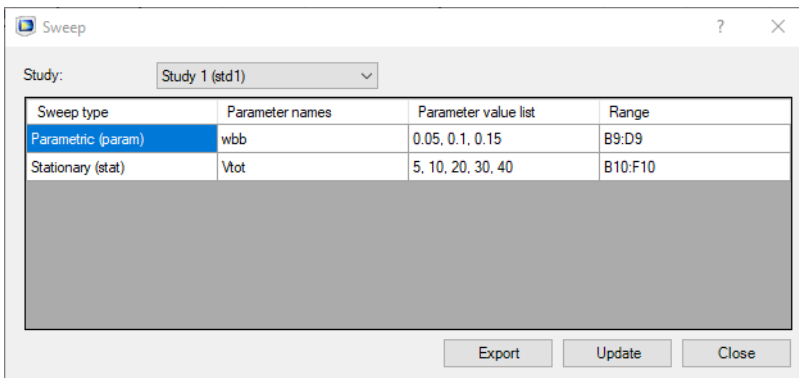 Sweep
?
Study: Study 1 (std1)
Sweep type Parameter names Parameter value list Range
Parametric (param) wbb 0.05, 0.1, 0.15 B9:D9
Stationary (stat) Vtot 5, 10, 20, 30, 40 B10:F10
Export Update Close